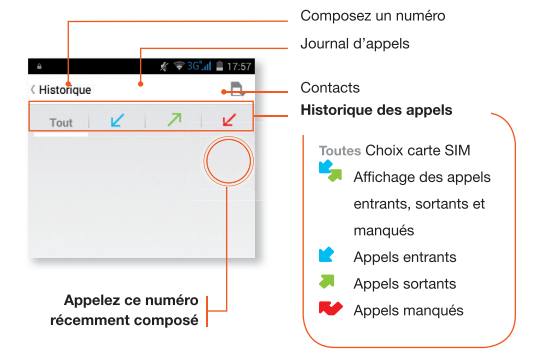 Composez un numéro
Journal d'appels
Contacts
Historique des appels
3G
17:57
Historique
Tout
Toutes Choix carte SIM
Affichage des appels
entrants, sortants et
manqués
Appels entrants
Appels sortants
Appels manqués
Appelez ce numéro
récemment composé